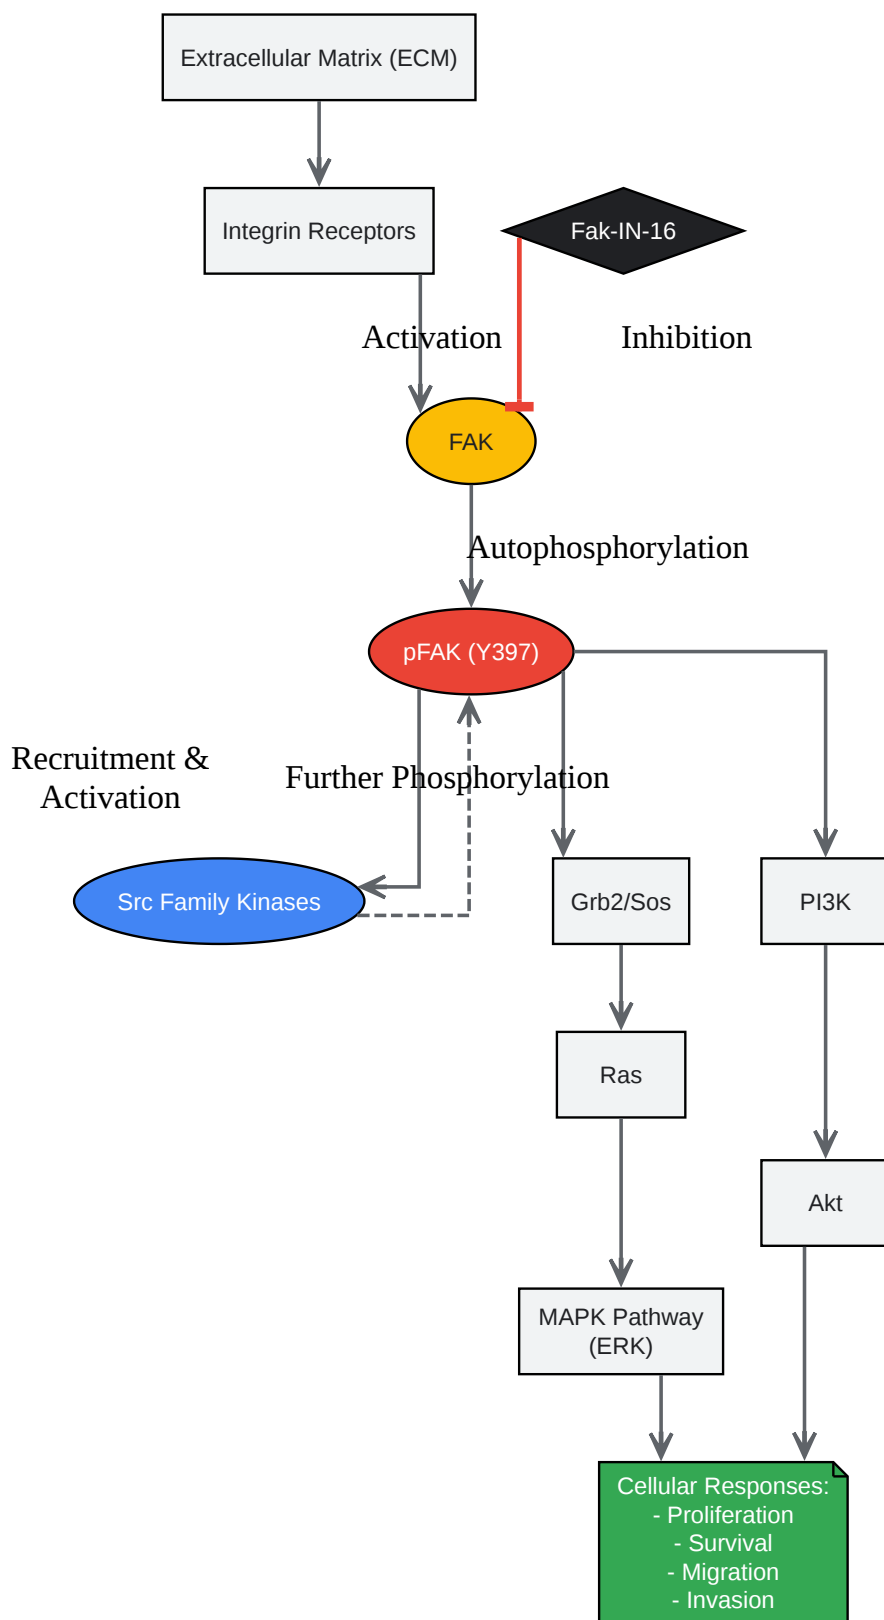 Extracellular Matrix (ECM)
Integrin Receptors
Fak-IN-16
Activation
Inhibition
FAK
Autophosphorylation
pFAK (Y397)
Recruitment &
Activation
Further Phosphorylation
Src Family Kinases
Grb2/Sos
PI3K
Ras
Akt
MAPK Pathway
(ERK)
Cellular Responses:
- Proliferation
- Survival
- Migration
- Invasion